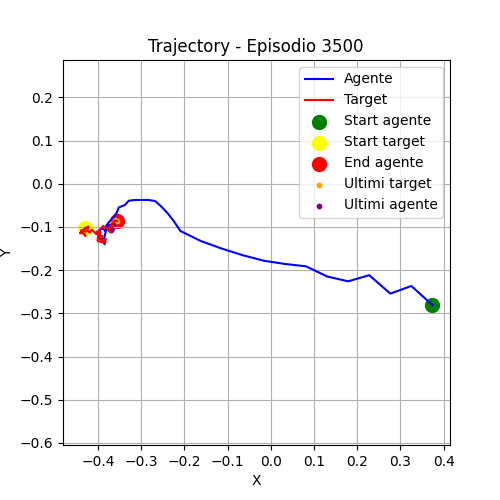 Trajectory - Episodio 3500
Agente
Target
Start agente
Start target
End agente
Ultimi target
Ultimi agente
0.2
0.1
0.0
−0.1
−0.2
−0.3
−0.4
−0.5
−0.6
Y
−0.4 −0.3 −0.2 −0.1 0.0 0.1 0.2 0.3 0.4
X